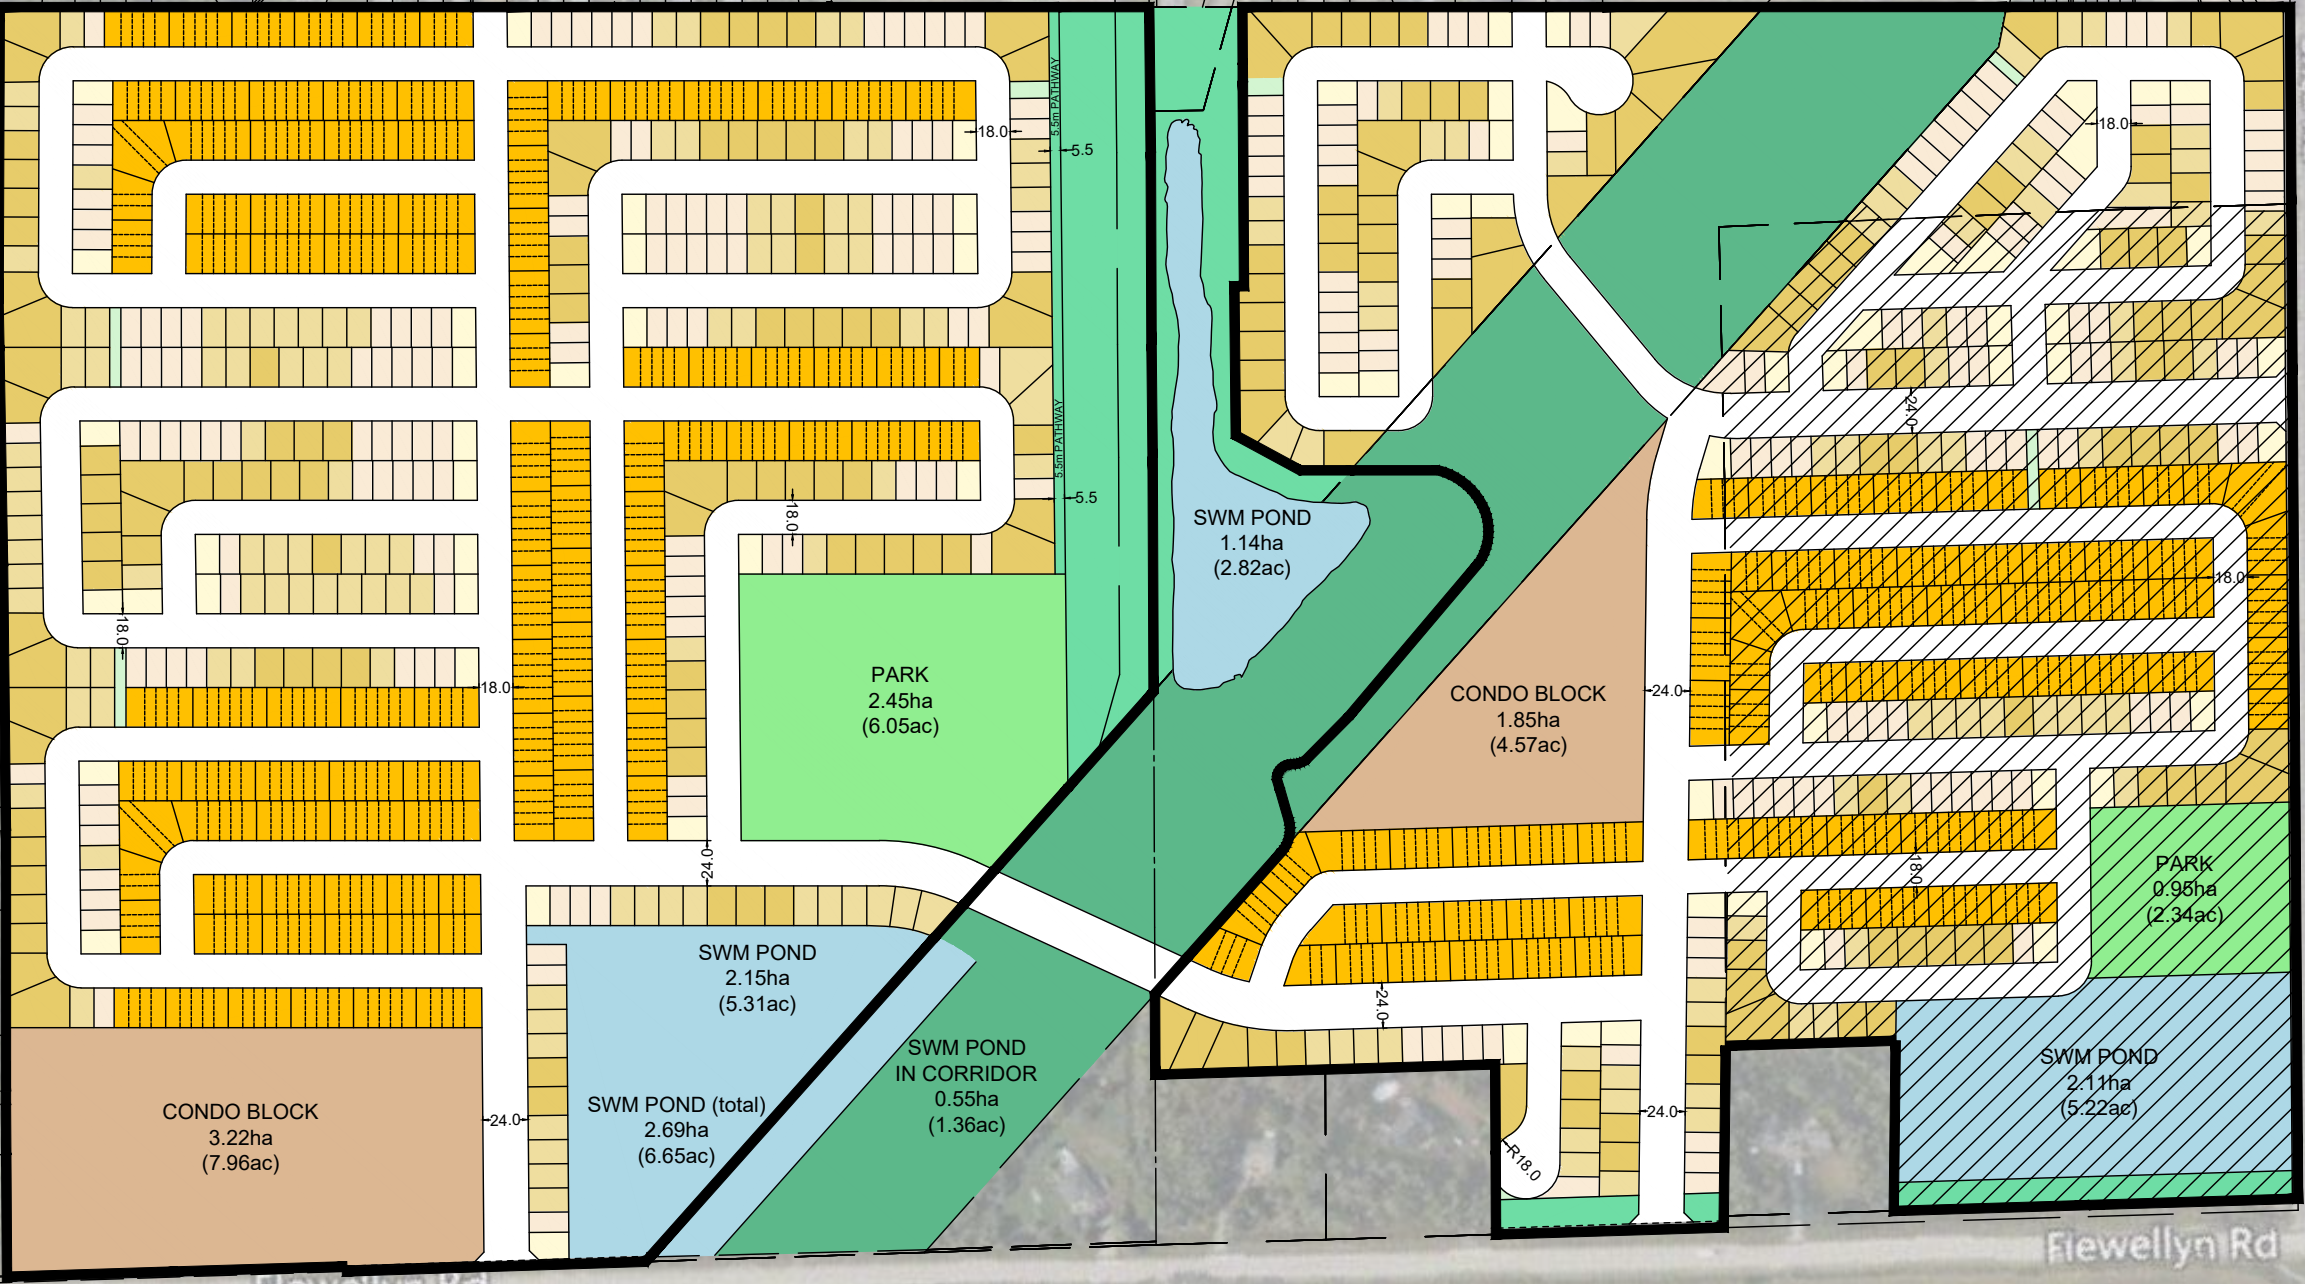 5.5m PATHWAY
18.0
5.5
18.0
5.5m PATHWAY
5.5
18.0
24.0
SWM POND
1.14ha
(2.82ac)
18.0
18.0
18.0
PARK
2.45ha
(6.05ac)
CONDO BLOCK
1.85ha
(4.57ac)
24.0
24.0
18.0
PARK
0.95ha
(2.34ac)
SWM POND
2.15ha
(5.31ac)
24.0
SWM POND
IN CORRIDOR
0.55ha
(1.36ac)
SWM POND
2.11ha
(5.22ac)
CONDO BLOCK
3.22ha
(7.96ac)
24.0
SWM POND (total)
2.69ha
(6.65ac)
24.0
R18.0
Flewellyn Rd